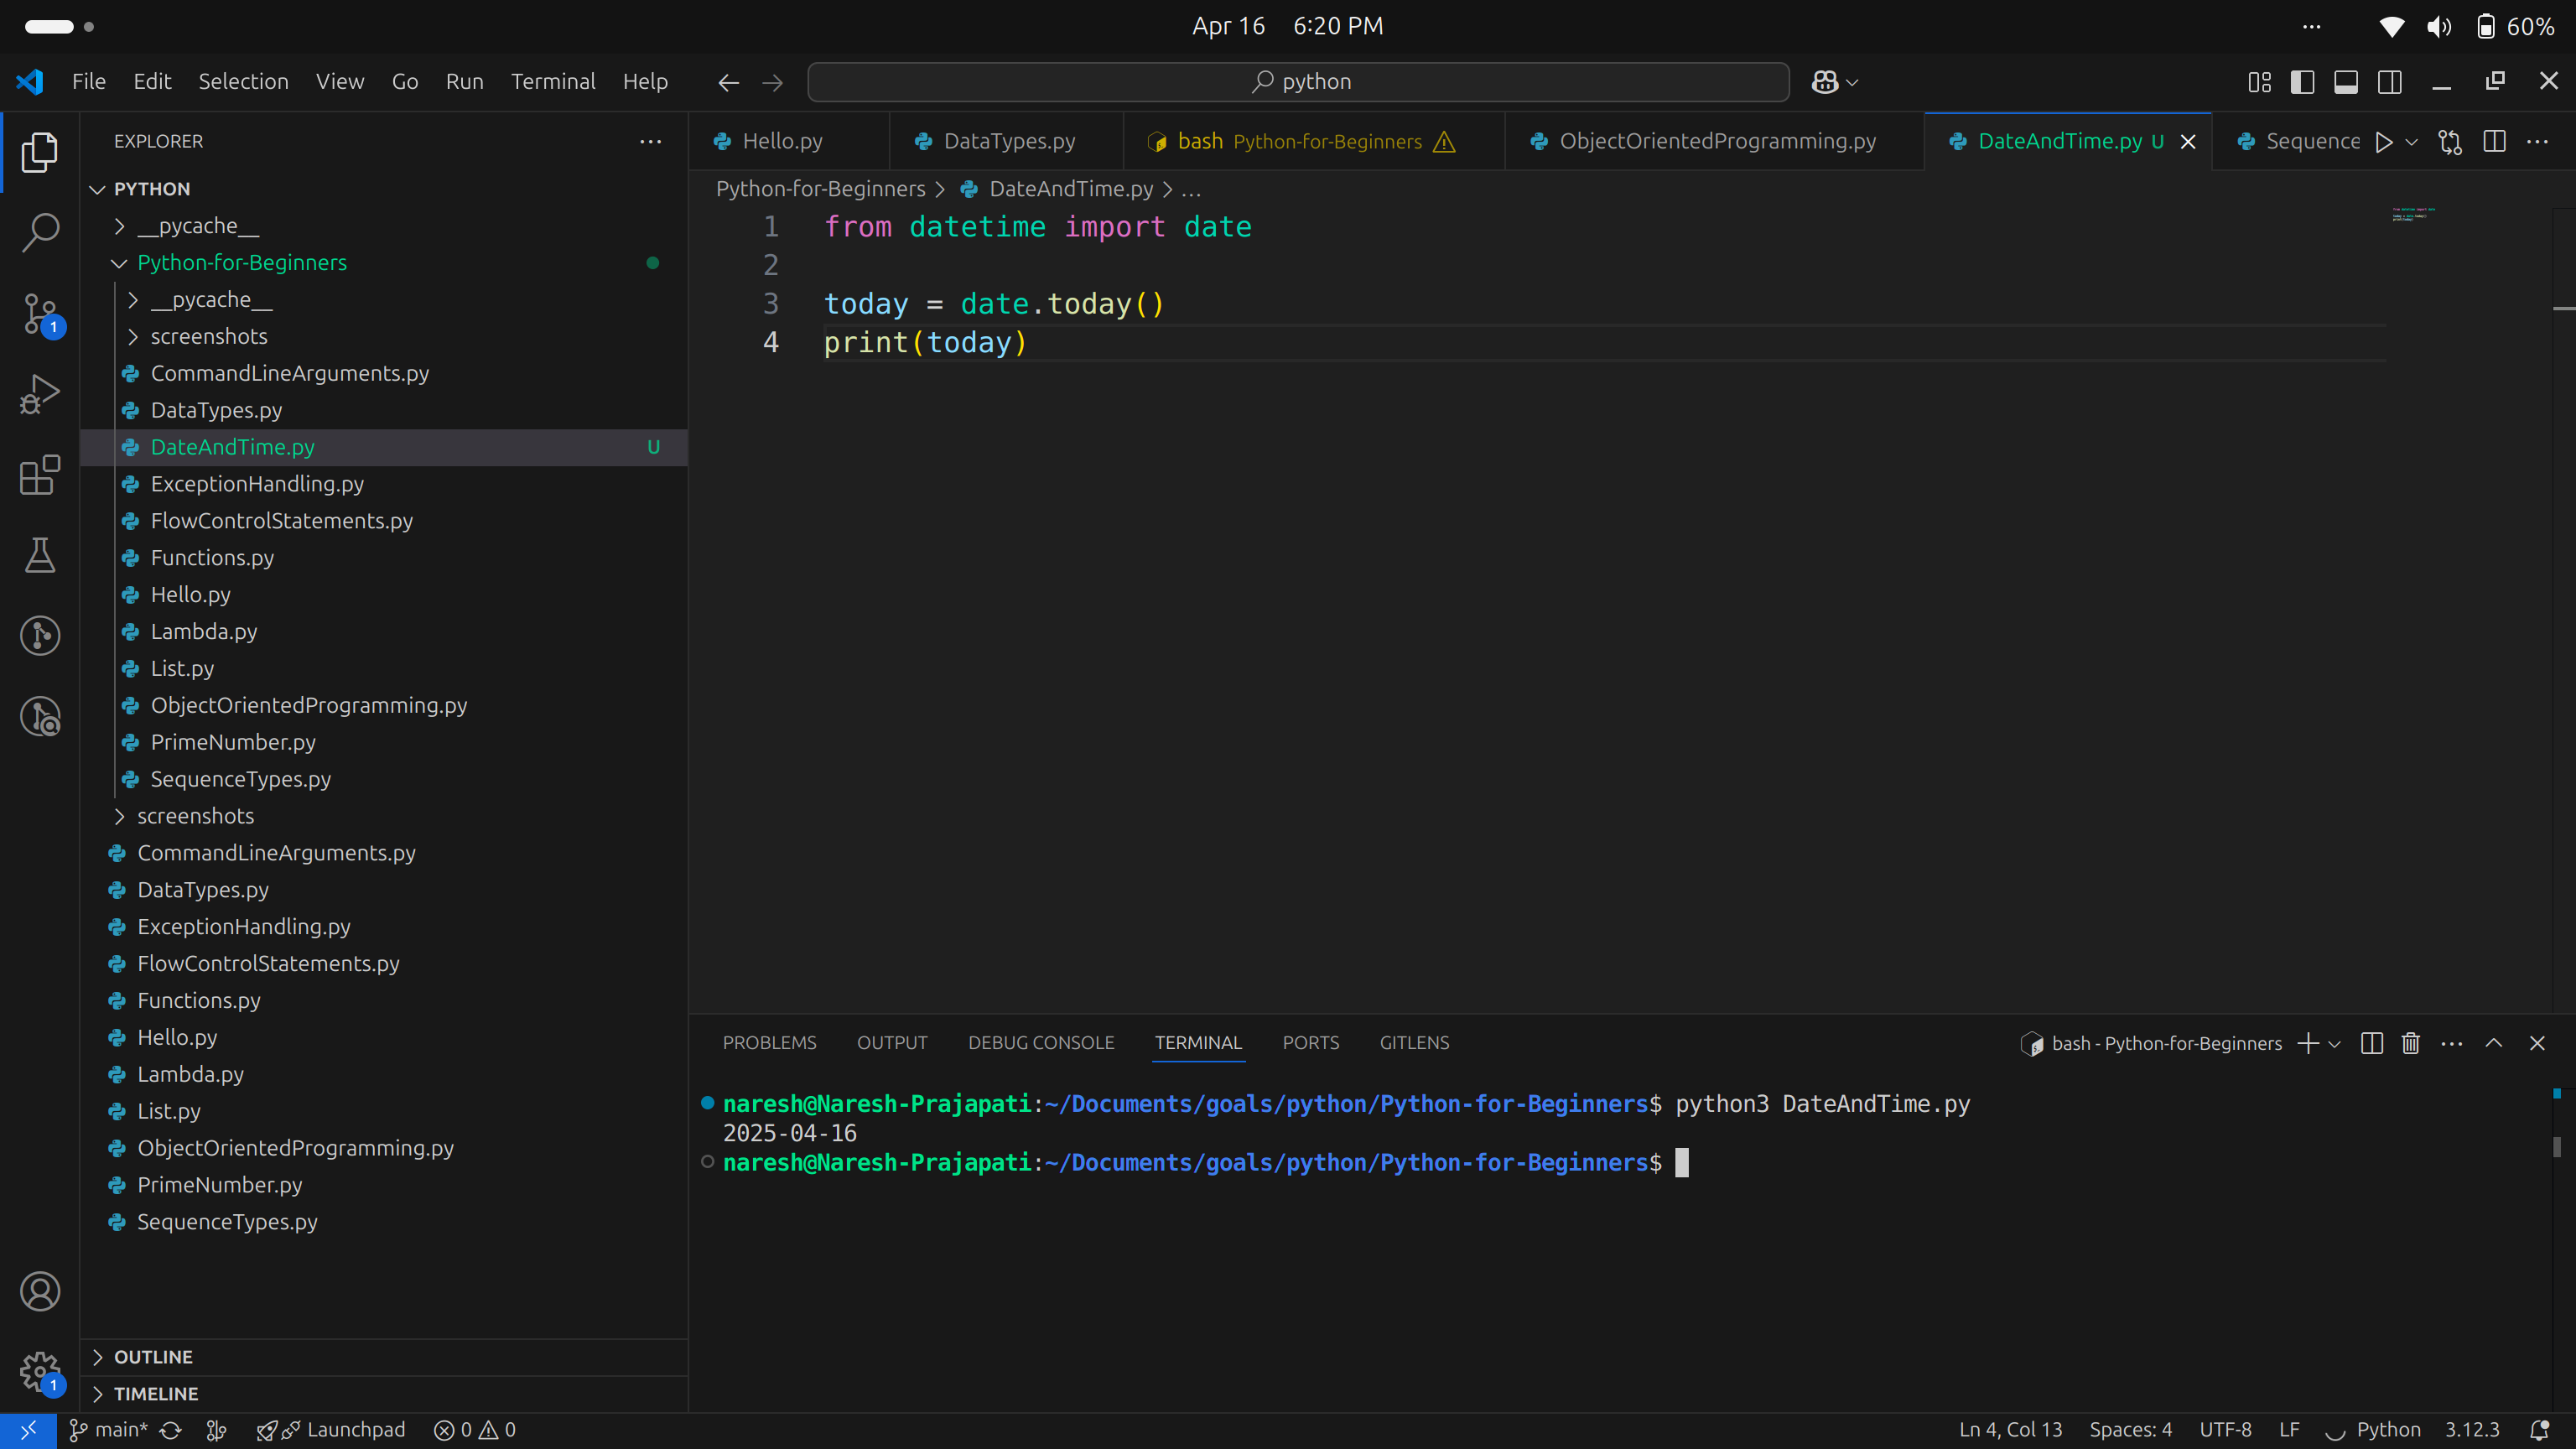 Apr 16 6:20 PM
60%
File Edit Selection View Go Run Terminal Help
python
EXPLORER
PYTHON
__pycache__
Python-for-Beginners
__pycache__
screenshots
CommandLineArguments.py
DataTypes.py
DateAndTime.py U
ExceptionHandling.py
FlowControlStatements.py
Functions.py
Hello.py
Lambda.py
List.py
ObjectOrientedProgramming.py
PrimeNumber.py
SequenceTypes.py
screenshots
CommandLineArguments.py
DataTypes.py
ExceptionHandling.py
FlowControlStatements.py
Functions.py
Hello.py
Lambda.py
List.py
ObjectOrientedProgramming.py
PrimeNumber.py
SequenceTypes.py
OUTLINE
TIMELINE
1
1
Hello.py DataTypes.py bash Python-for-Beginners ObjectOrientedProgramming.py DateAndTime.py U Sequence
Python-for-Beginners > DateAndTime.py > ...
1 from datetime import date
2
3 today = date.today()
4 print(today)
PROBLEMS OUTPUT DEBUG CONSOLE TERMINAL PORTS GITLENS
bash - Python-for-Beginners
naresh@Naresh-Prajapati:~/Documents/goals/python/Python-for-Beginners$ python3 DateAndTime.py
2025-04-16
naresh@Naresh-Prajapati:~/Documents/goals/python/Python-for-Beginners$
main* Launchpad 0 0
Ln 4, Col 13 Spaces: 4 UTF-8 LF Python 3.12.3